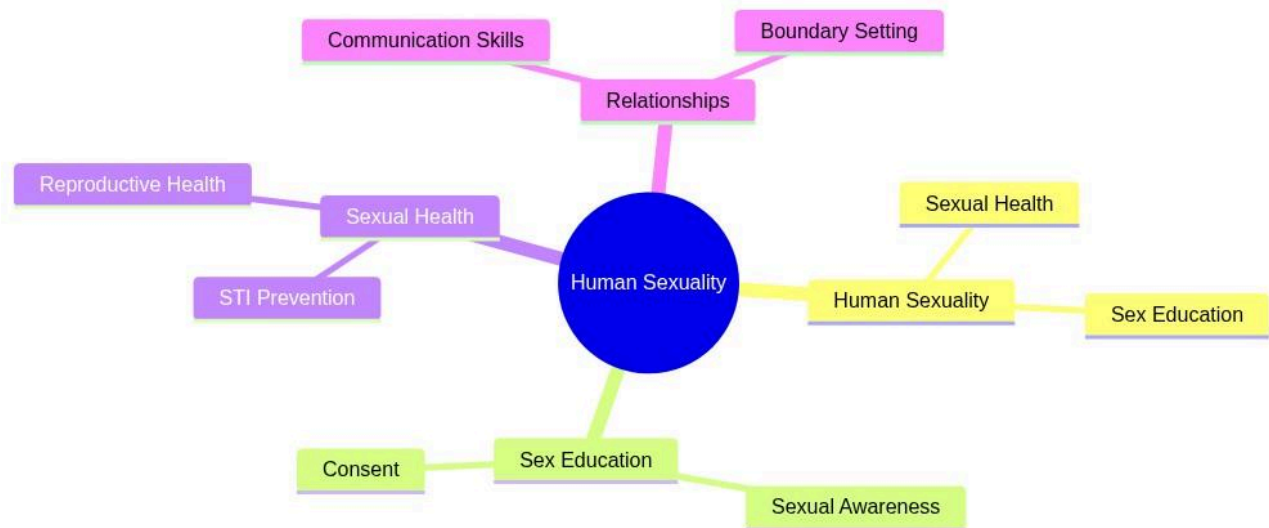 Communication Skills
Boundary Setting
Relationships
Reproductive Health
Sexual Health
STI Prevention
Human Sexuality
Sexual Health
Human Sexuality
Sex Education
Consent
Sex Education
Sexual Awareness